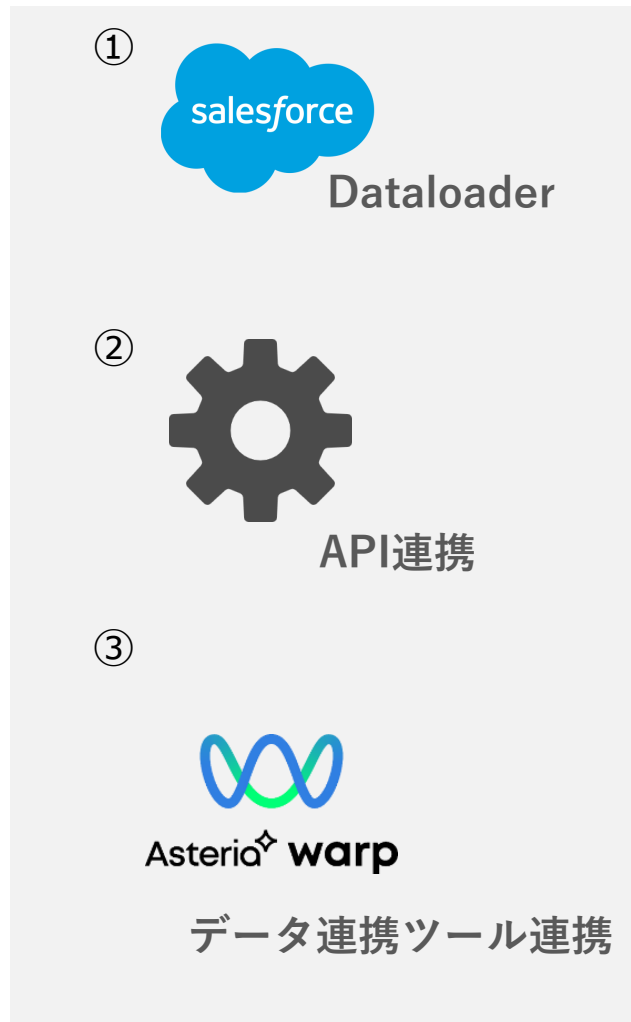 ①
salesforce
Dataloader
②
API連携
③
Asteria warp
データ連携ツール連携